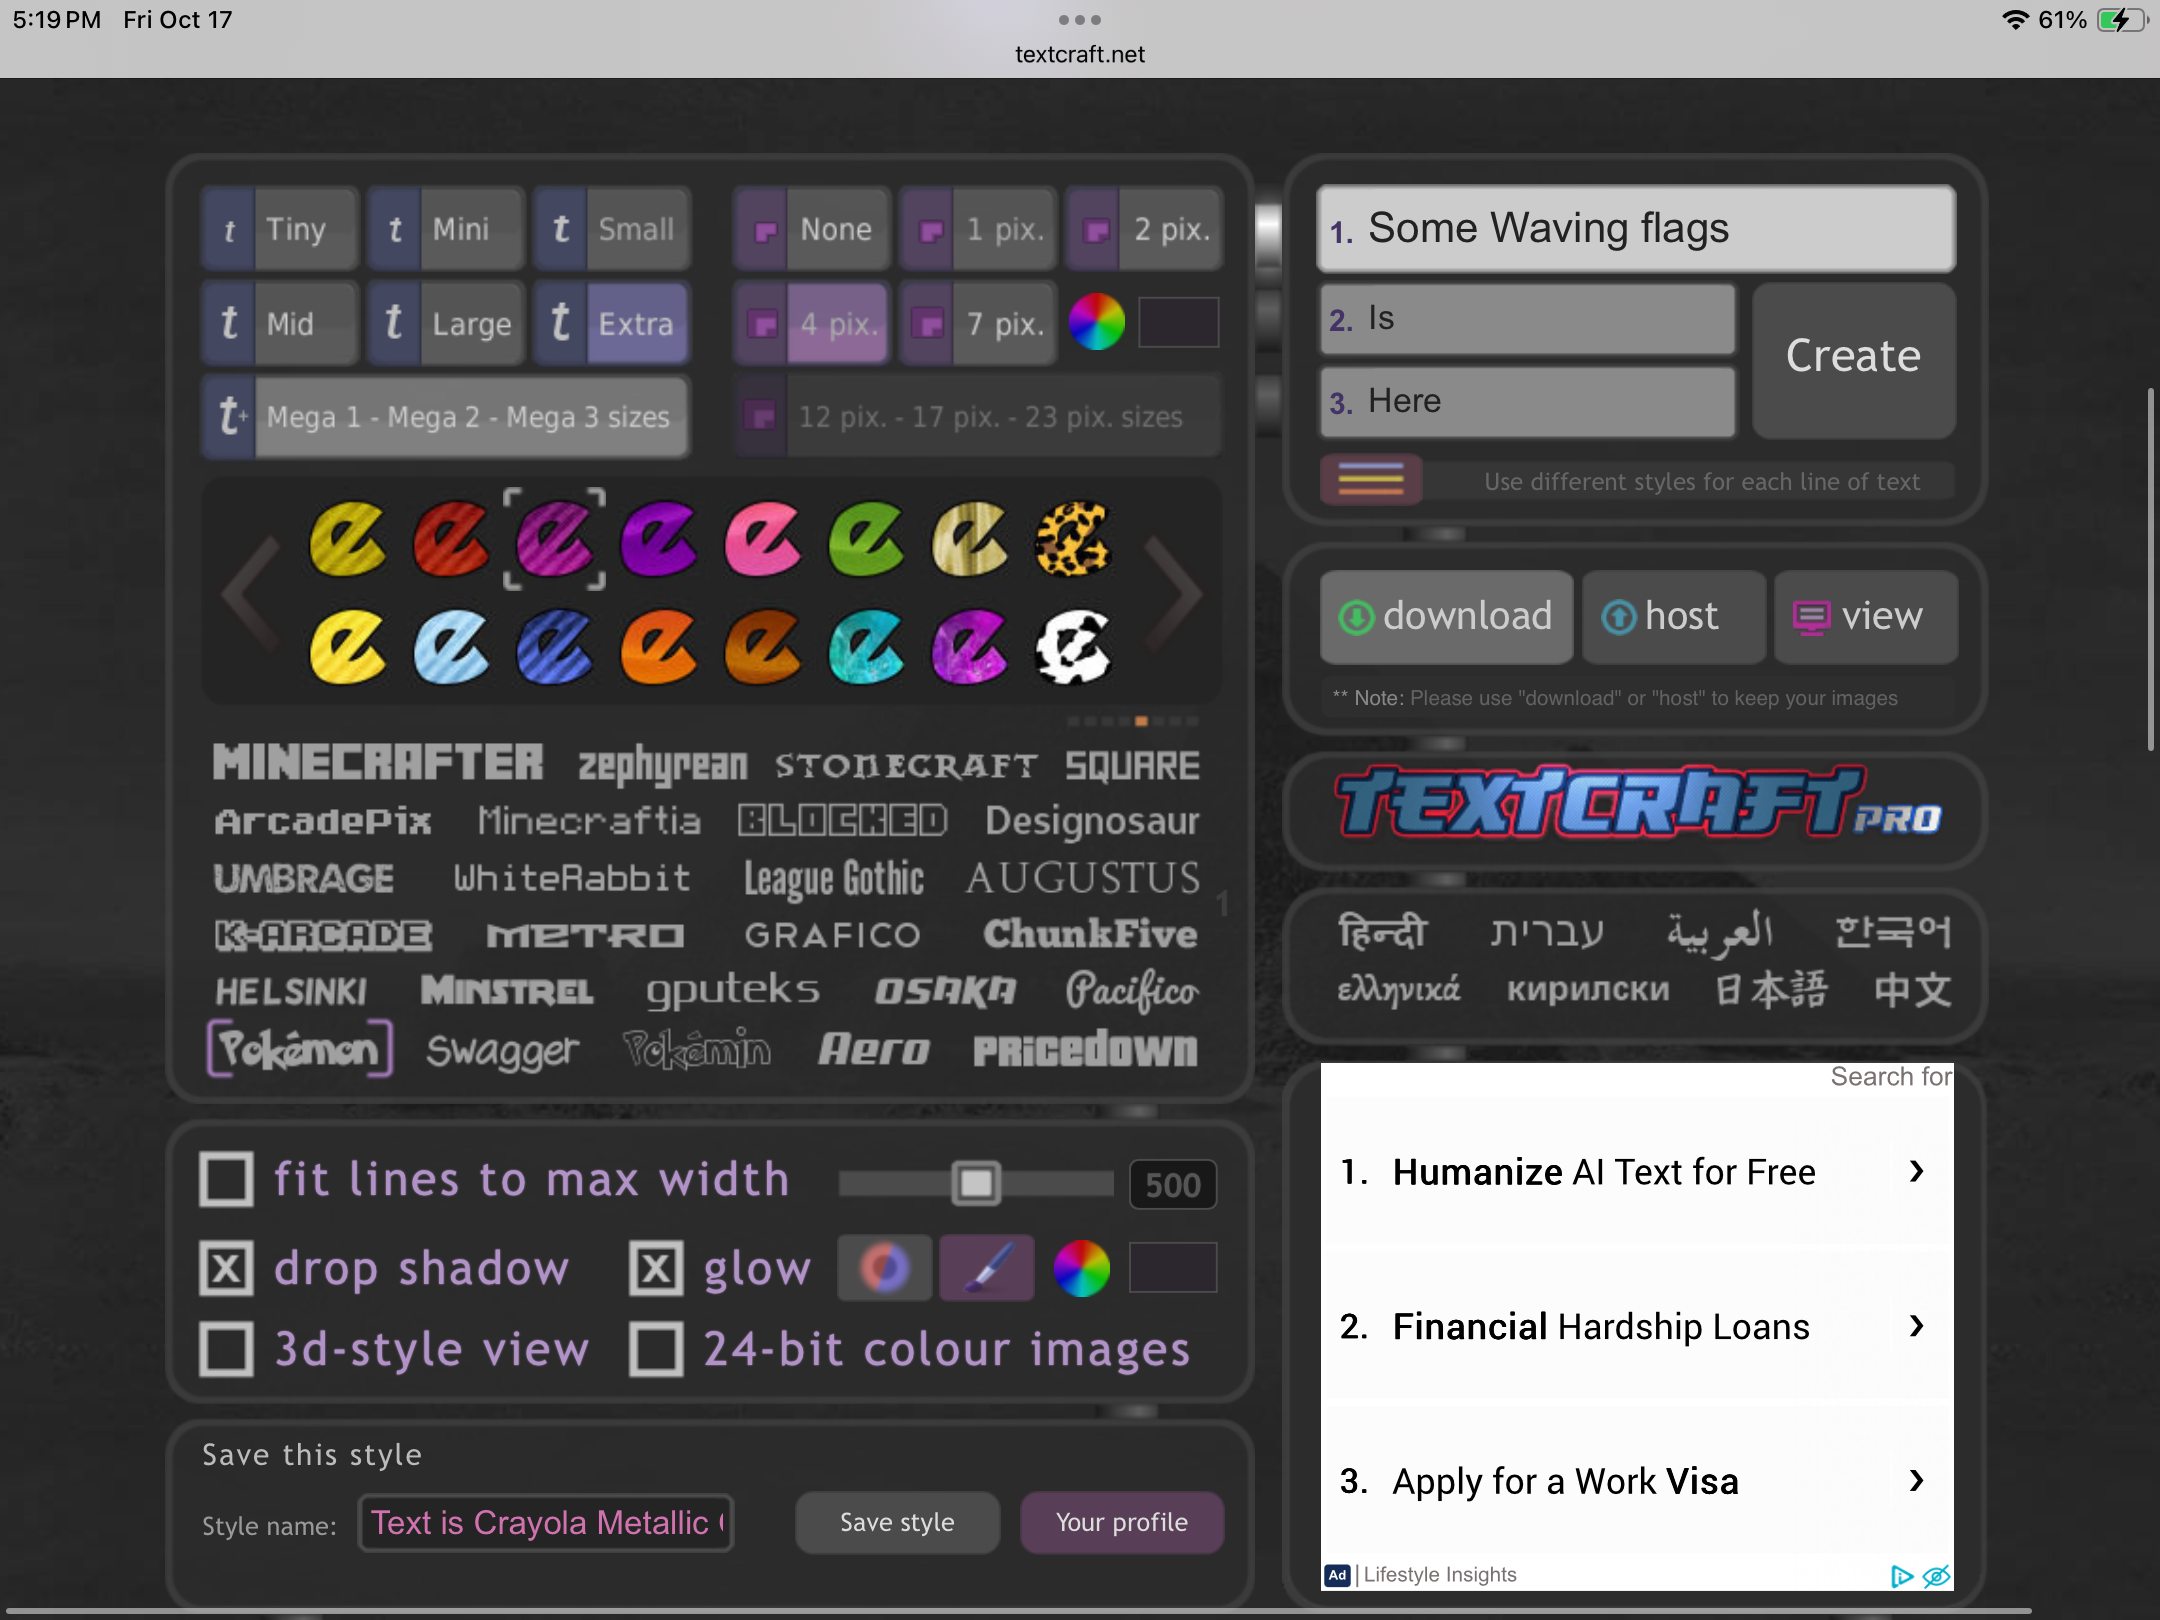 5:19 PM Fri Oct 17
61%
textcraft.net
t Tiny t Mini t Small None 1 pix. 2 pix.
t Mid t Large t Extra 4 pix. 7 pix.
t+ Mega 1 - Mega 2 - Mega 3 sizes 12 pix. - 17 pix. - 23 pix. sizes
e e e e e e e e
e e e e e e e e
MINECRAFTER zephyrean STONECRAFT SQUARE
ArcadePix Minecraftia BLOCKED Designosaur
UMBRAGE WhiteRabbit League Gothic AUGUSTUS
1
K-ARCADE METRO GRAFICO ChunkFive
HELSINKI MINSTREL gputeks OSAKA Pacifico
Pokémon Swagger Pokémin Aero PRICEDOWN
fit lines to max width 500
X drop shadow X glow
3d-style view 24-bit colour images
Save this style
Style name: Text is Crayola Metallic Save style Your profile
1. Some Waving flags
2. Is
3. Here
Create
Use different styles for each line of text
download host view
** Note: Please use "download" or "host" to keep your images
TEXTCRAFT PRO
हिन्दी עברית العربية 한국어
ελληνικά кирилски 日本語 中文
Search for
1. Humanize AI Text for Free
2. Financial Hardship Loans
3. Apply for a Work Visa
Ad | Lifestyle Insights